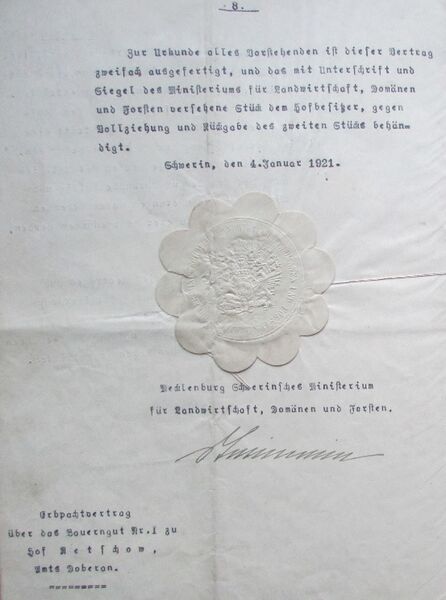 - 8. -
Zur Urkunde alles Vorstehenden ist dieser Vertrag
zweifach ausgefertigt, und das mit Unterschrift und
Siegel des Ministeriums für Landwirtschaft, Domänen
und Forsten versehene Stück dem Hofbesitzer, gegen
Vollziehung und Rückgabe des zweiten Stücks behän-
digt.
Schwerin, den 4.Januar 1921.
Mecklenburg Schwerinsches Ministerium
für Landwirtschaft, Domänen und Forsten.
Erbpachtvertrag
über das Bauerngut Nr.I zu
Hof Retschow,
Amts Doberan.